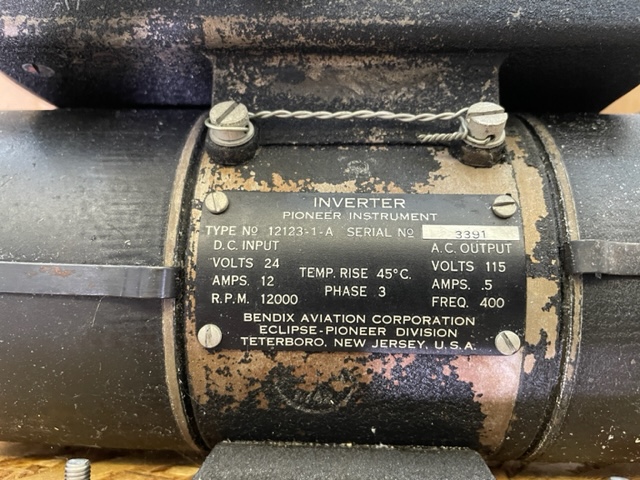 INVERTER
PIONEER INSTRUMENT
TYPE Nº 12123-1-A SERIAL Nº 3391
D.C. INPUT A.C. OUTPUT
VOLTS 24 VOLTS 115
TEMP. RISE 45°C.
AMPS. 12 AMPS. .5
PHASE 3
R.P.M. 12000 FREQ. 400
BENDIX AVIATION CORPORATION
ECLIPSE-PIONEER DIVISION
TETERBORO, NEW JERSEY, U.S.A.